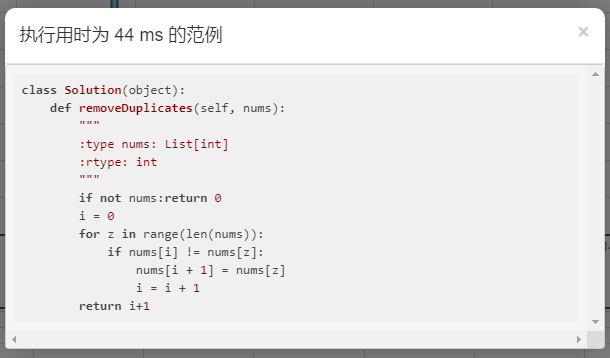 执行用时为 44 ms 的范例
×
class Solution(object):
    def removeDuplicates(self, nums):
        """
        :type nums: List[int]
        :rtype: int
        """
        if not nums:return 0
        i = 0
        for z in range(len(nums)):
            if nums[i] != nums[z]:
                nums[i + 1] = nums[z]
                i = i + 1
        return i+1